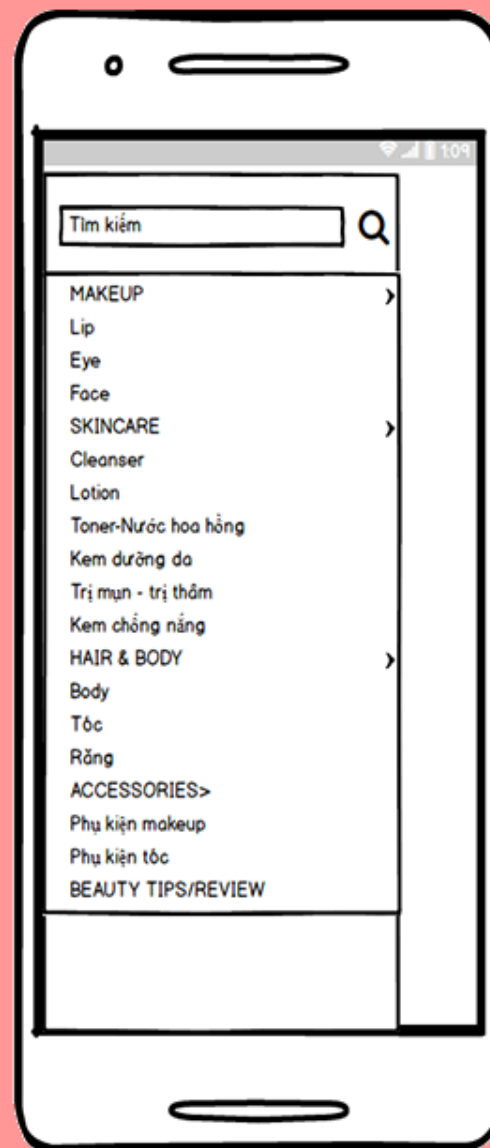 1:09
Tìm kiếm
MAKEUP
Lip
Eye
Face
SKINCARE
Cleanser
Lotion
Toner-Nước hoa hồng
Kem dưỡng da
Trị mụn - trị thâm
Kem chống nắng
HAIR & BODY
Body
Tóc
Răng
ACCESSORIES>
Phụ kiện makeup
Phụ kiện tóc
BEAUTY TIPS/REVIEW